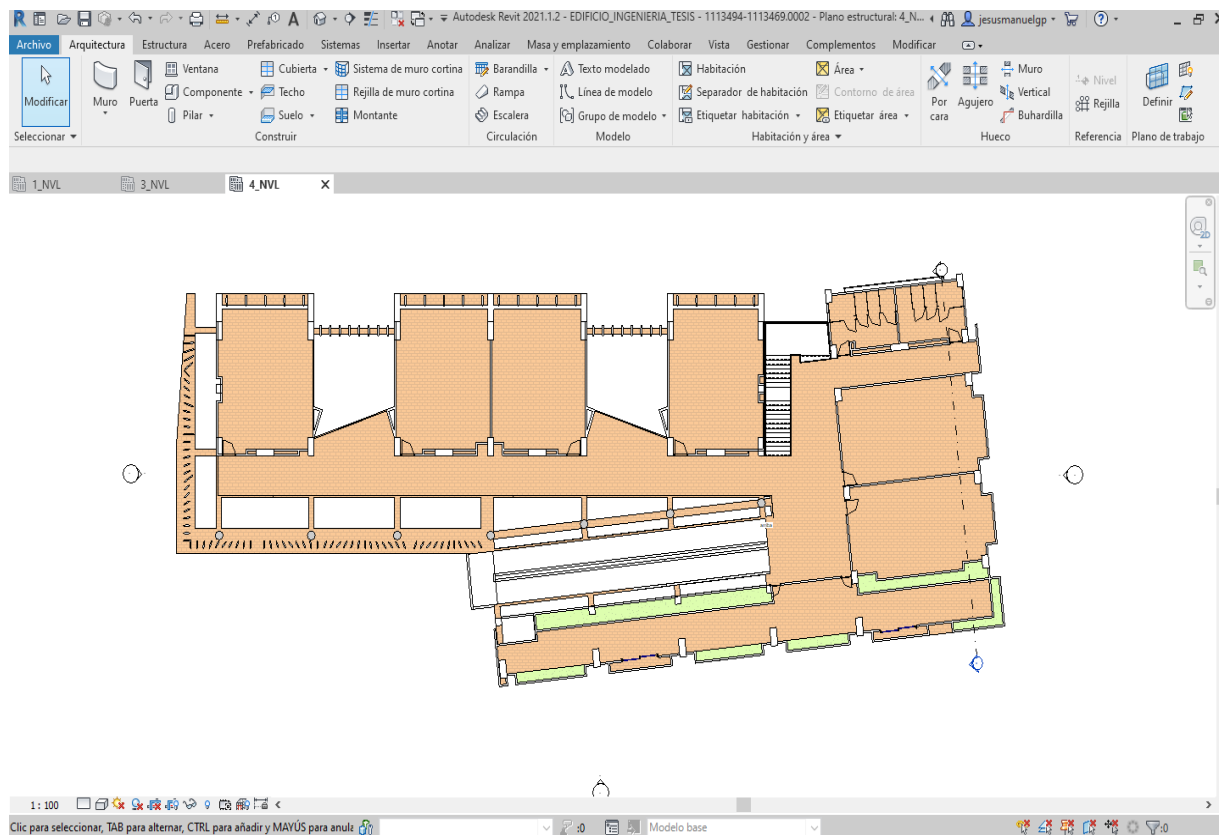 Autodesk Revit 2021.1.2 - EDIFICIO_INGENIERIA_TESIS - 1113494-1113469.0002 - Plano estructural: 4_N... jesusmanuelgp
Archivo Arquitectura Estructura Acero Prefabricado Sistemas Insertar Anotar Analizar Masa y emplazamiento Colaborar Vista Gestionar Complementos Modificar
Modificar
Seleccionar
Muro
Puerta
Ventana
Componente
Pilar
Cubierta
Techo
Suelo
Sistema de muro cortina
Rejilla de muro cortina
Montante
Construir
Barandilla
Rampa
Escalera
Circulación
Texto modelado
Línea de modelo
Grupo de modelo
Modelo
Habitación
Separador de habitación
Etiquetar habitación
Área
Contorno de área
Etiquetar área
Habitación y área
Por
cara
Agujero
Muro
Vertical
Buhardilla
Hueco
Nivel
Rejilla
Referencia
Definir
Plano de trabajo
1_NVL 3_NVL 4_NVL X
2D
1 : 100
Clic para seleccionar, TAB para alternar, CTRL para añadir y MAYÚS para anula :0 Modelo base :0